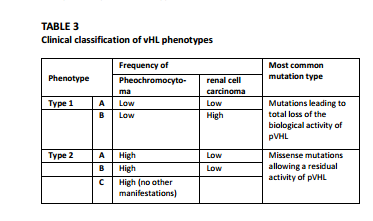 TABLE 3
Clinical classification of vHL phenotypes
Phenotype
Frequency of
Most common
mutation type
Pheochromocyto-
ma
renal cell
carcinoma
Type 1 A Low Low Mutations leading to
B Low High total loss of the
biological activity of
pVHL
Type 2 A High Low Missense mutations
B High Low allowing a residual
activity of pVHL
C High (no other
manifestations)